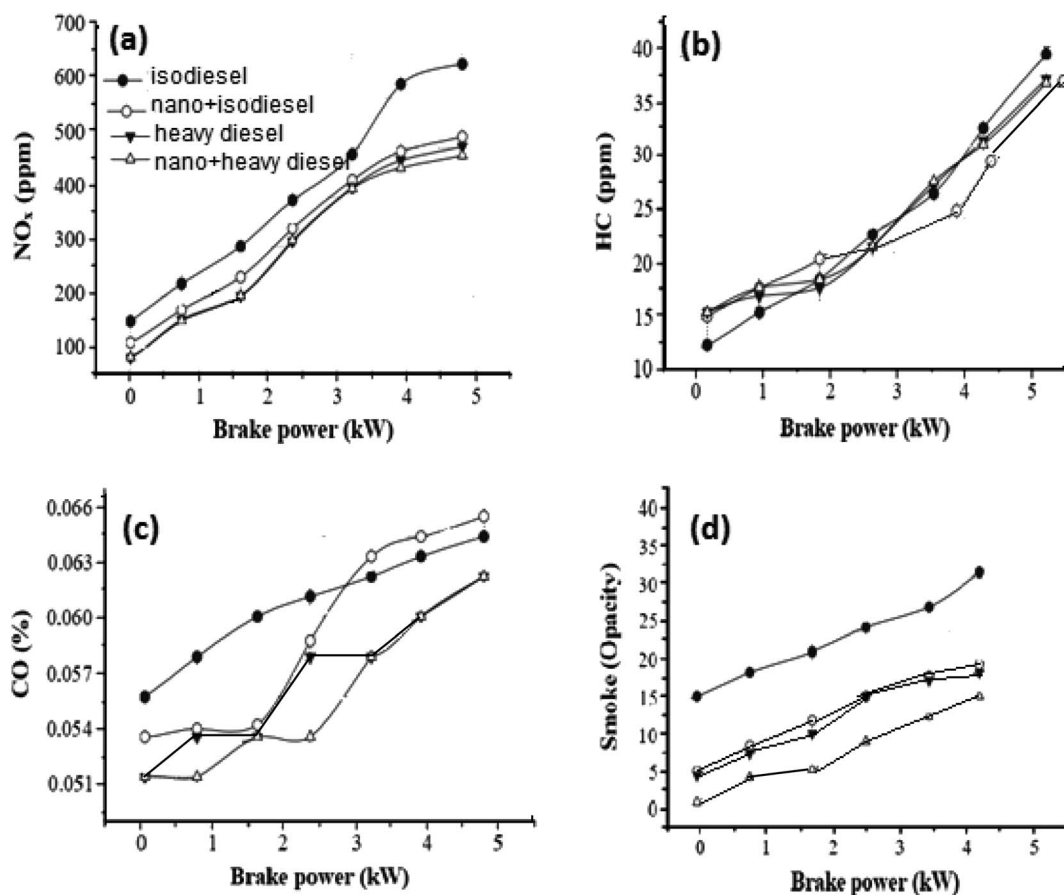 (a)
NOₓ (ppm)
700
600
500
400
300
200
100
isodiesel
nano+isodiesel
heavy diesel
nano+heavy diesel
0 1 2 3 4 5
Brake power (kW)
(b)
HC (ppm)
40
35
30
25
20
15
10
0 1 2 3 4 5
Brake power (kW)
(c)
CO (%)
0.066
0.063
0.060
0.057
0.054
0.051
0 1 2 3 4 5
Brake power (kW)
(d)
Smoke (Opacity)
40
35
30
25
20
15
10
5
0
0 1 2 3 4 5
Brake power (kW)